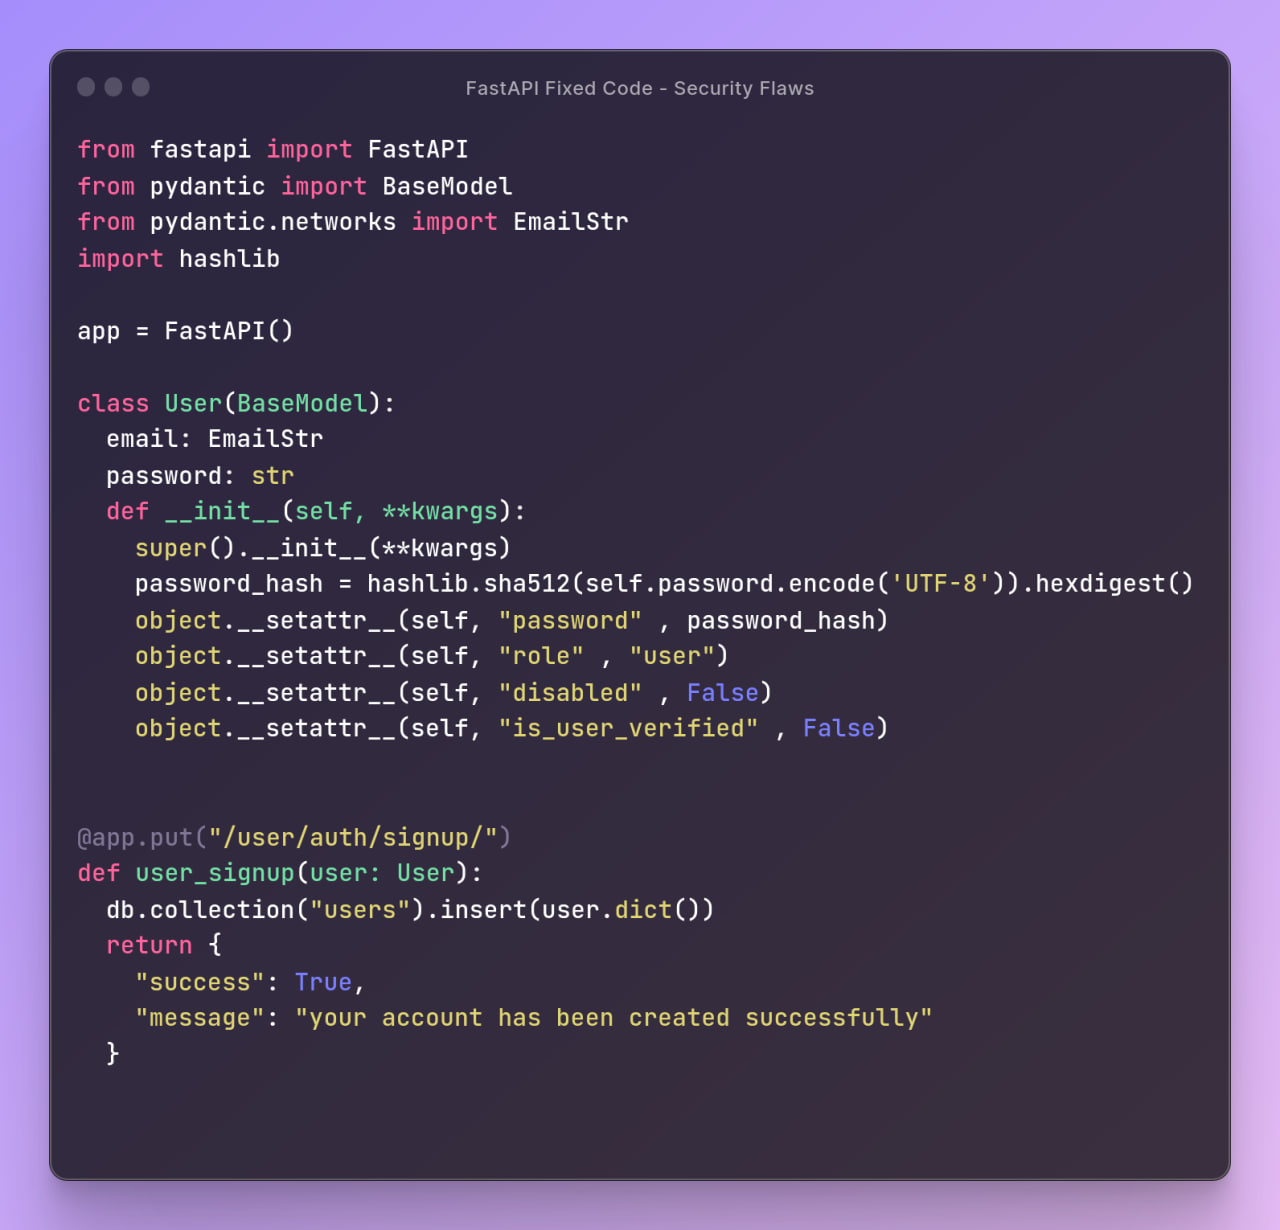 FastAPI Fixed Code - Security Flaws
from fastapi import FastAPI
from pydantic import BaseModel
from pydantic.networks import EmailStr
import hashlib
app = FastAPI()
class User(BaseModel):
  email: EmailStr
  password: str
  def __init__(self, **kwargs):
    super().__init__(**kwargs)
    password_hash = hashlib.sha512(self.password.encode('UTF-8')).hexdigest()
    object.__setattr__(self, "password" , password_hash)
    object.__setattr__(self, "role" , "user")
    object.__setattr__(self, "disabled" , False)
    object.__setattr__(self, "is_user_verified" , False)
@app.put("/user/auth/signup/")
def user_signup(user: User):
  db.collection("users").insert(user.dict())
  return {
    "success": True,
    "message": "your account has been created successfully"
  }